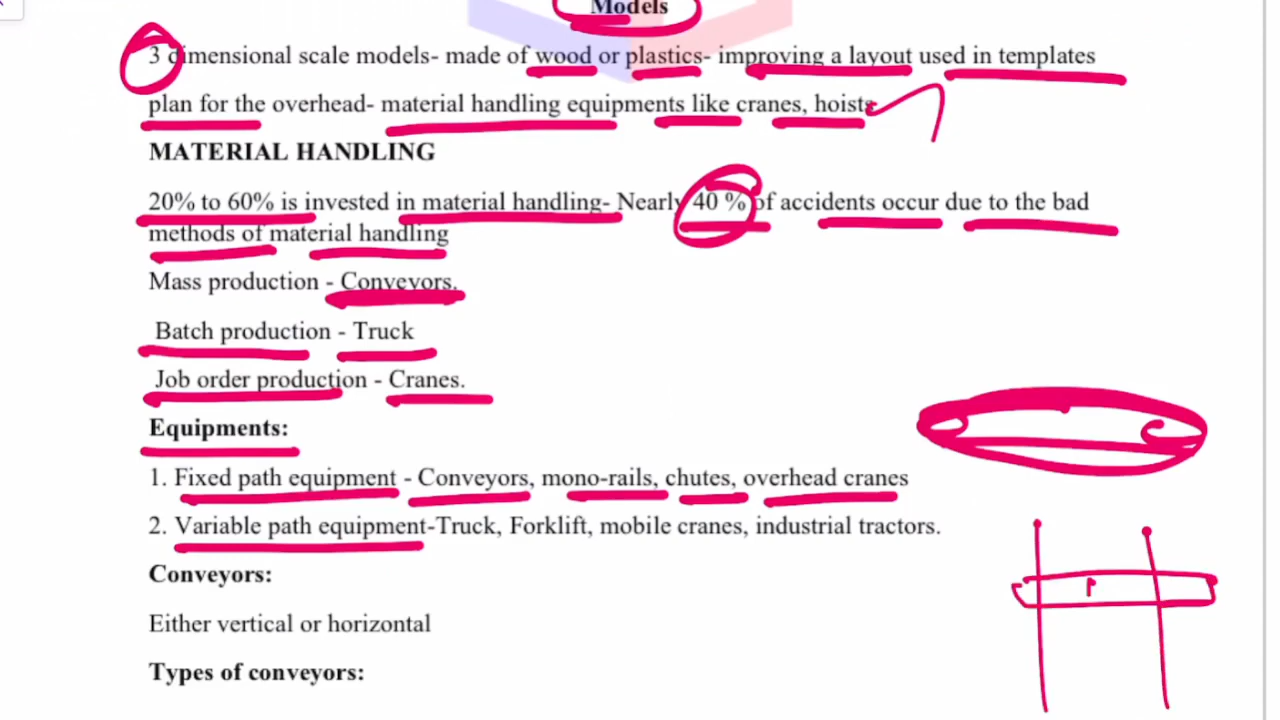 Models
3 dimensional scale models- made of wood or plastics- improving a layout used in templates
plan for the overhead- material handling equipments like cranes, hoists
MATERIAL HANDLING
20% to 60% is invested in material handling- Nearly 40 % of accidents occur due to the bad
methods of material handling
Mass production - Conveyors.
Batch production - Truck
Job order production - Cranes.
Equipments:
1. Fixed path equipment - Conveyors, mono-rails, chutes, overhead cranes
2. Variable path equipment-Truck, Forklift, mobile cranes, industrial tractors.
Conveyors:
Either vertical or horizontal
Types of conveyors: